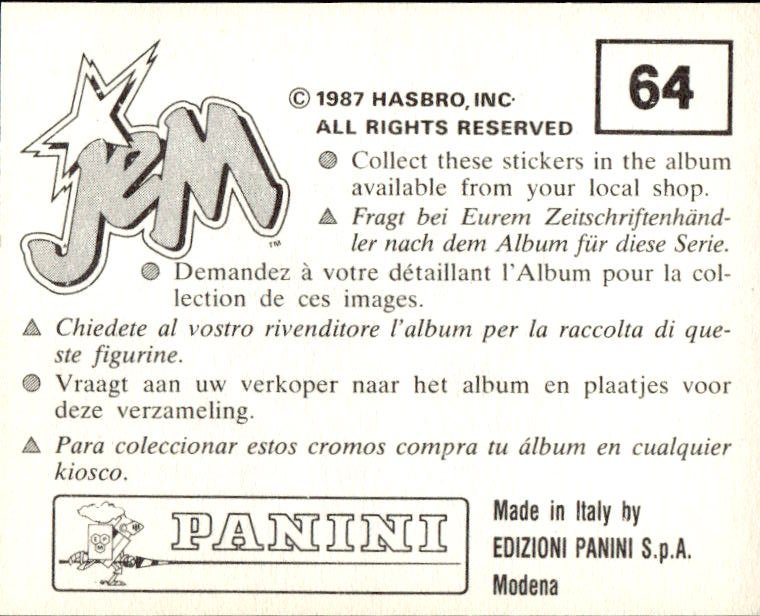 jem
TM
© 1987 HASBRO, INC.
ALL RIGHTS RESERVED
64
Collect these stickers in the album
available from your local shop.
Fragt bei Eurem Zeitschriftenhänd-
ler nach dem Album für diese Serie.
Demandez à votre détaillant l'Album pour la col-
lection de ces images.
Chiedete al vostro rivenditore l'album per la raccolta di que-
ste figurine.
Vraagt aan uw verkoper naar het album en plaatjes voor
deze verzameling.
Para coleccionar estos cromos compra tu álbum en cualquier
kiosco.
PANINI
Made in Italy by
EDIZIONI PANINI S.p.A.
Modena